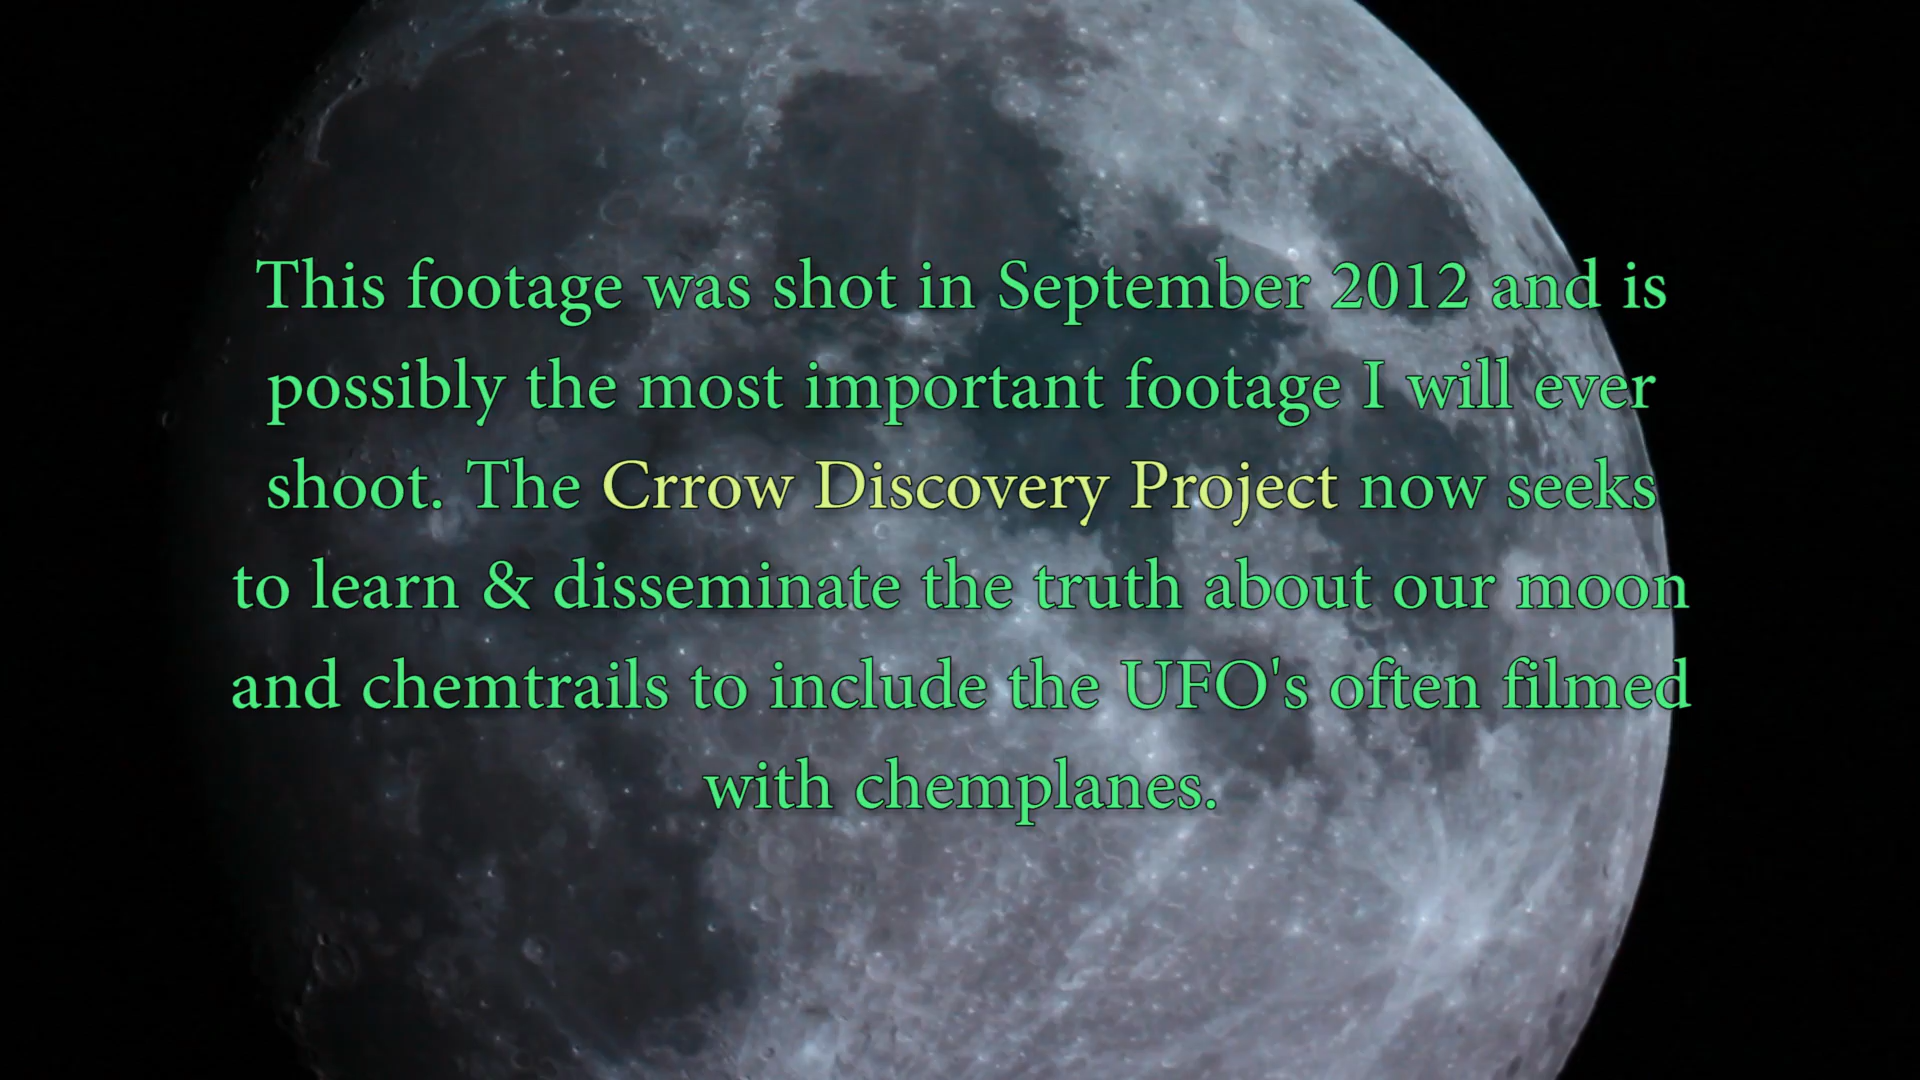 This footage was shot in September 2012 and is
possibly the most important footage I will ever
shoot. The Crrow Discovery Project now seeks
to learn & disseminate the truth about our moon
and chemtrails to include the UFO's often filmed
with chemplanes.